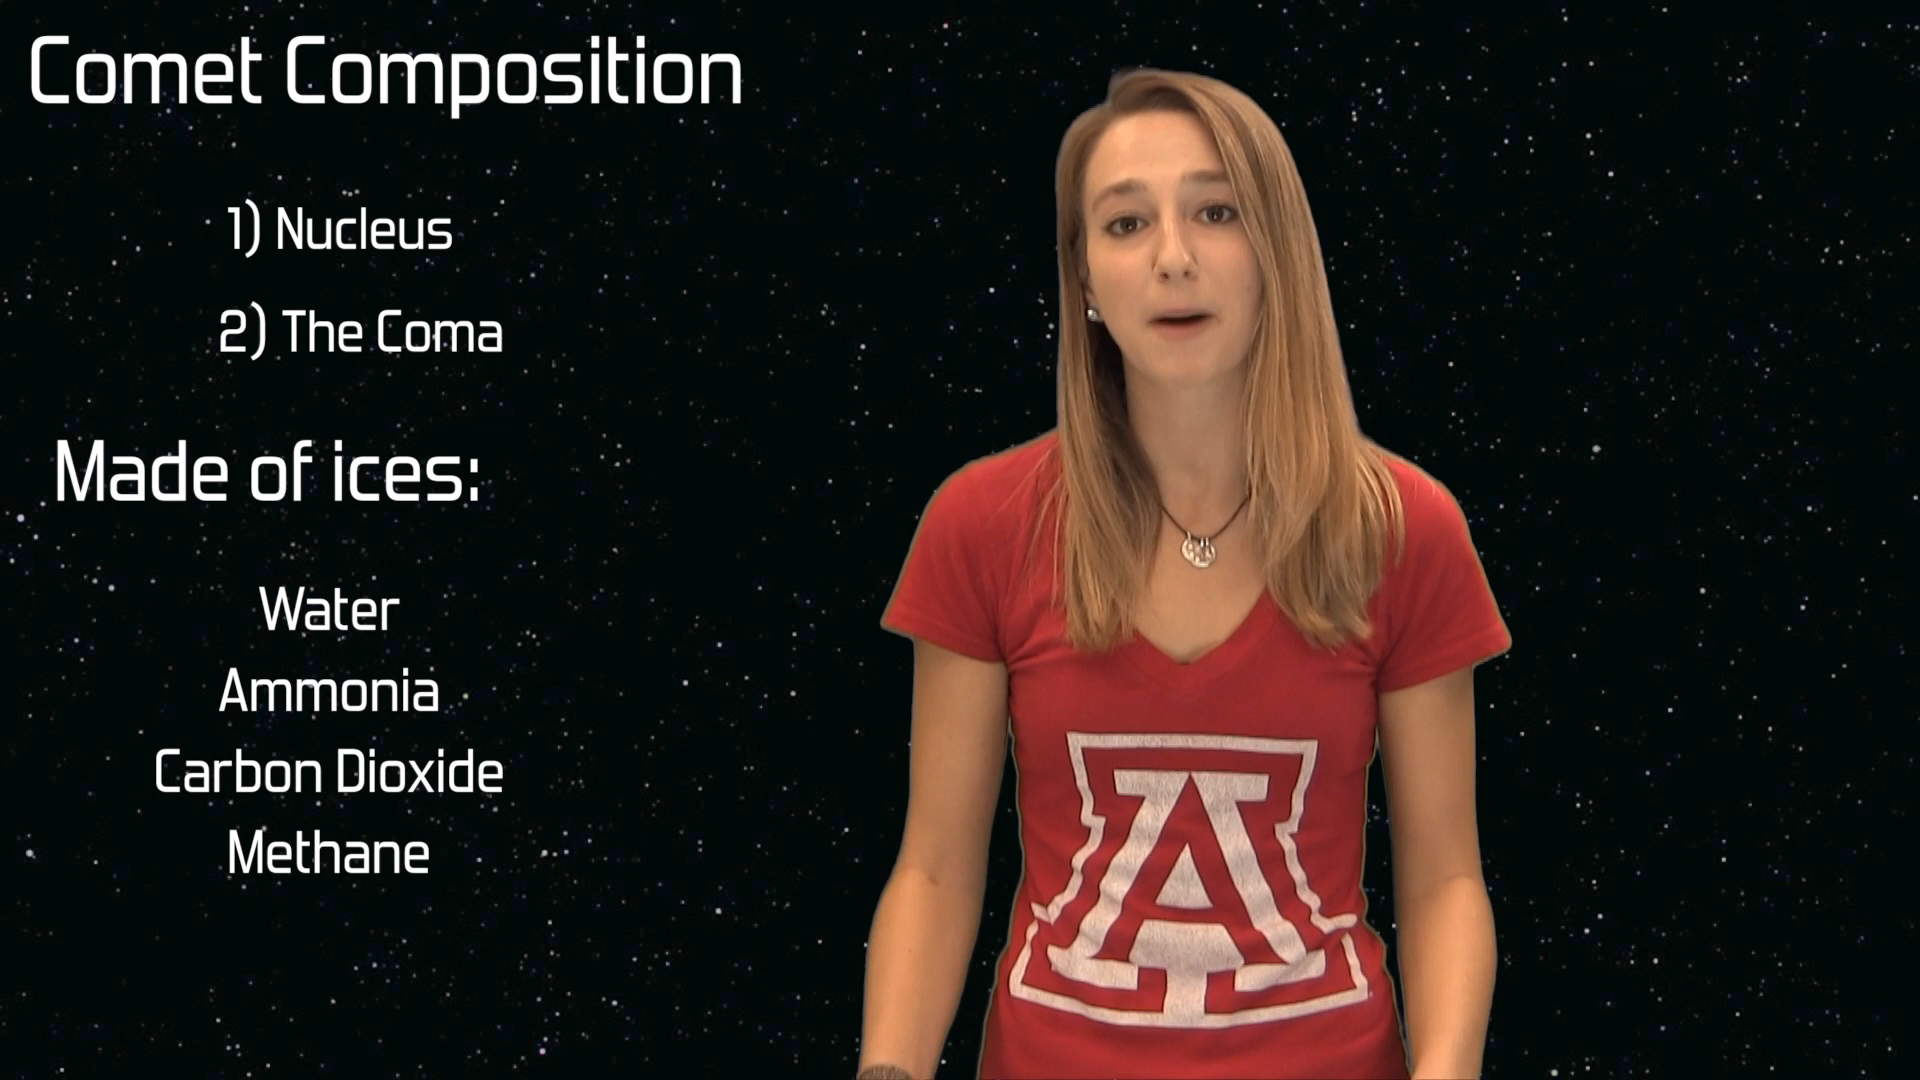 Comet Composition
1) Nucleus
2) The Coma
Made of ices:
Water
Ammonia
Carbon Dioxide
Methane
A